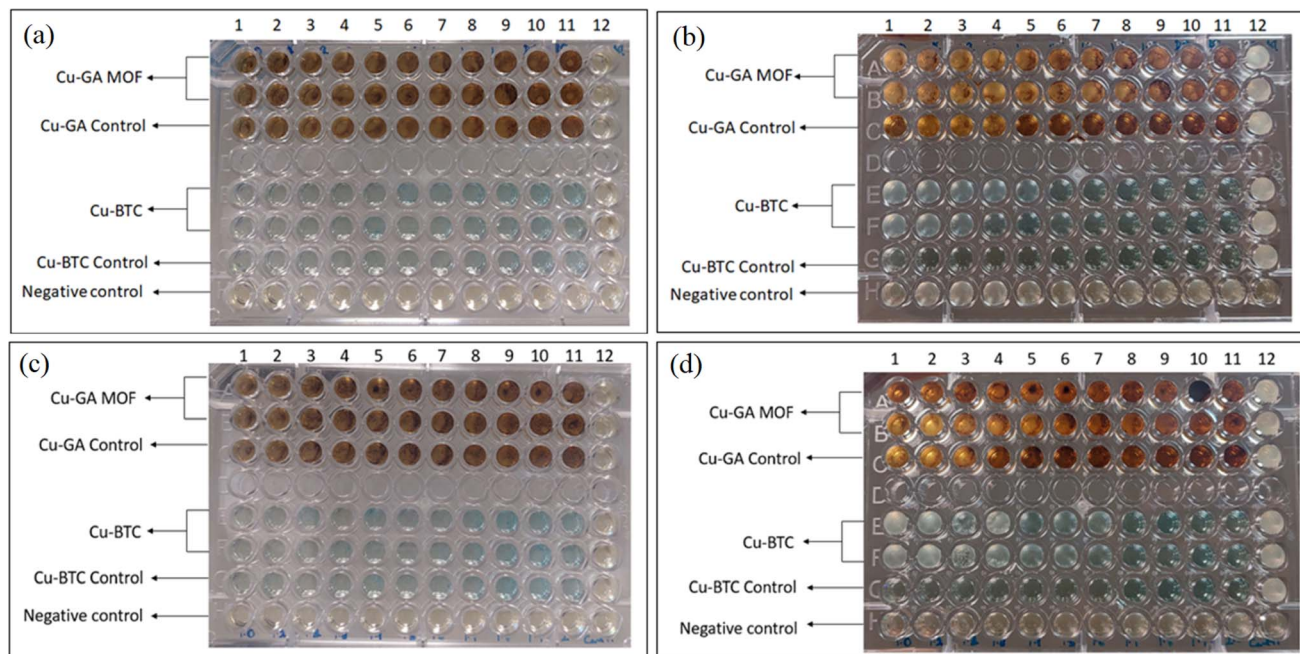 (a)
1 2 3 4 5 6 7 8 9 10 11 12
Cu-GA MOF
Cu-GA Control
Cu-BTC
Cu-BTC Control
Negative control
(b)
1 2 3 4 5 6 7 8 9 10 11 12
Cu-GA MOF
Cu-GA Control
Cu-BTC
Cu-BTC Control
Negative control
A
B
C
D
E
F
G
H
(c)
1 2 3 4 5 6 7 8 9 10 11 12
Cu-GA MOF
Cu-GA Control
Cu-BTC
Cu-BTC Control
Negative control
(d)
1 2 3 4 5 6 7 8 9 10 11 12
Cu-GA MOF
Cu-GA Control
Cu-BTC
Cu-BTC Control
Negative control
A
B
C
D
E
F